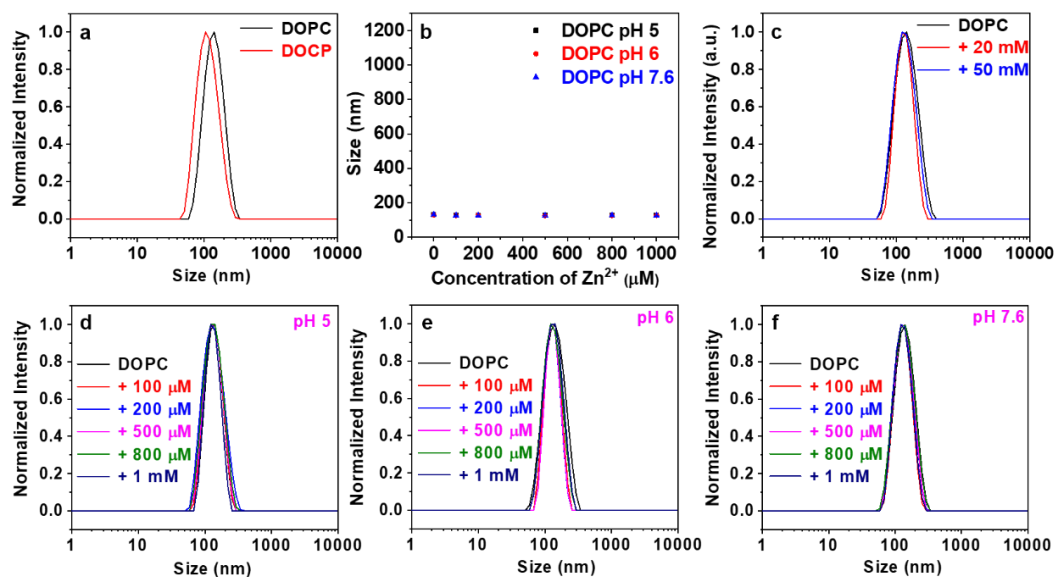 a
DOPC
DOCP
Normalized Intensity
1.0
0.8
0.6
0.4
0.2
0.0
1 10 100 1000 10000
Size (nm)
b
DOPC pH 5
DOPC pH 6
DOPC pH 7.6
Size (nm)
1200
1000
800
600
400
200
0
0 200 400 600 800 1000
Concentration of Zn²⁺ (μM)
c
DOPC
+ 20 mM
+ 50 mM
Normalized Intensity (a.u.)
1.0
0.8
0.6
0.4
0.2
0.0
1 10 100 1000 10000
Size (nm)
d
pH 5
DOPC
+ 100 μM
+ 200 μM
+ 500 μM
+ 800 μM
+ 1 mM
Normalized Intensity
1.0
0.8
0.6
0.4
0.2
0.0
1 10 100 1000 10000
Size (nm)
e
pH 6
DOPC
+ 100 μM
+ 200 μM
+ 500 μM
+ 800 μM
+ 1 mM
Normalized Intensity
1.0
0.8
0.6
0.4
0.2
0.0
1 10 100 1000 10000
Size (nm)
f
pH 7.6
DOPC
+ 100 μM
+ 200 μM
+ 500 μM
+ 800 μM
+ 1 mM
Normalized Intensity
1.0
0.8
0.6
0.4
0.2
0.0
1 10 100 1000 10000
Size (nm)